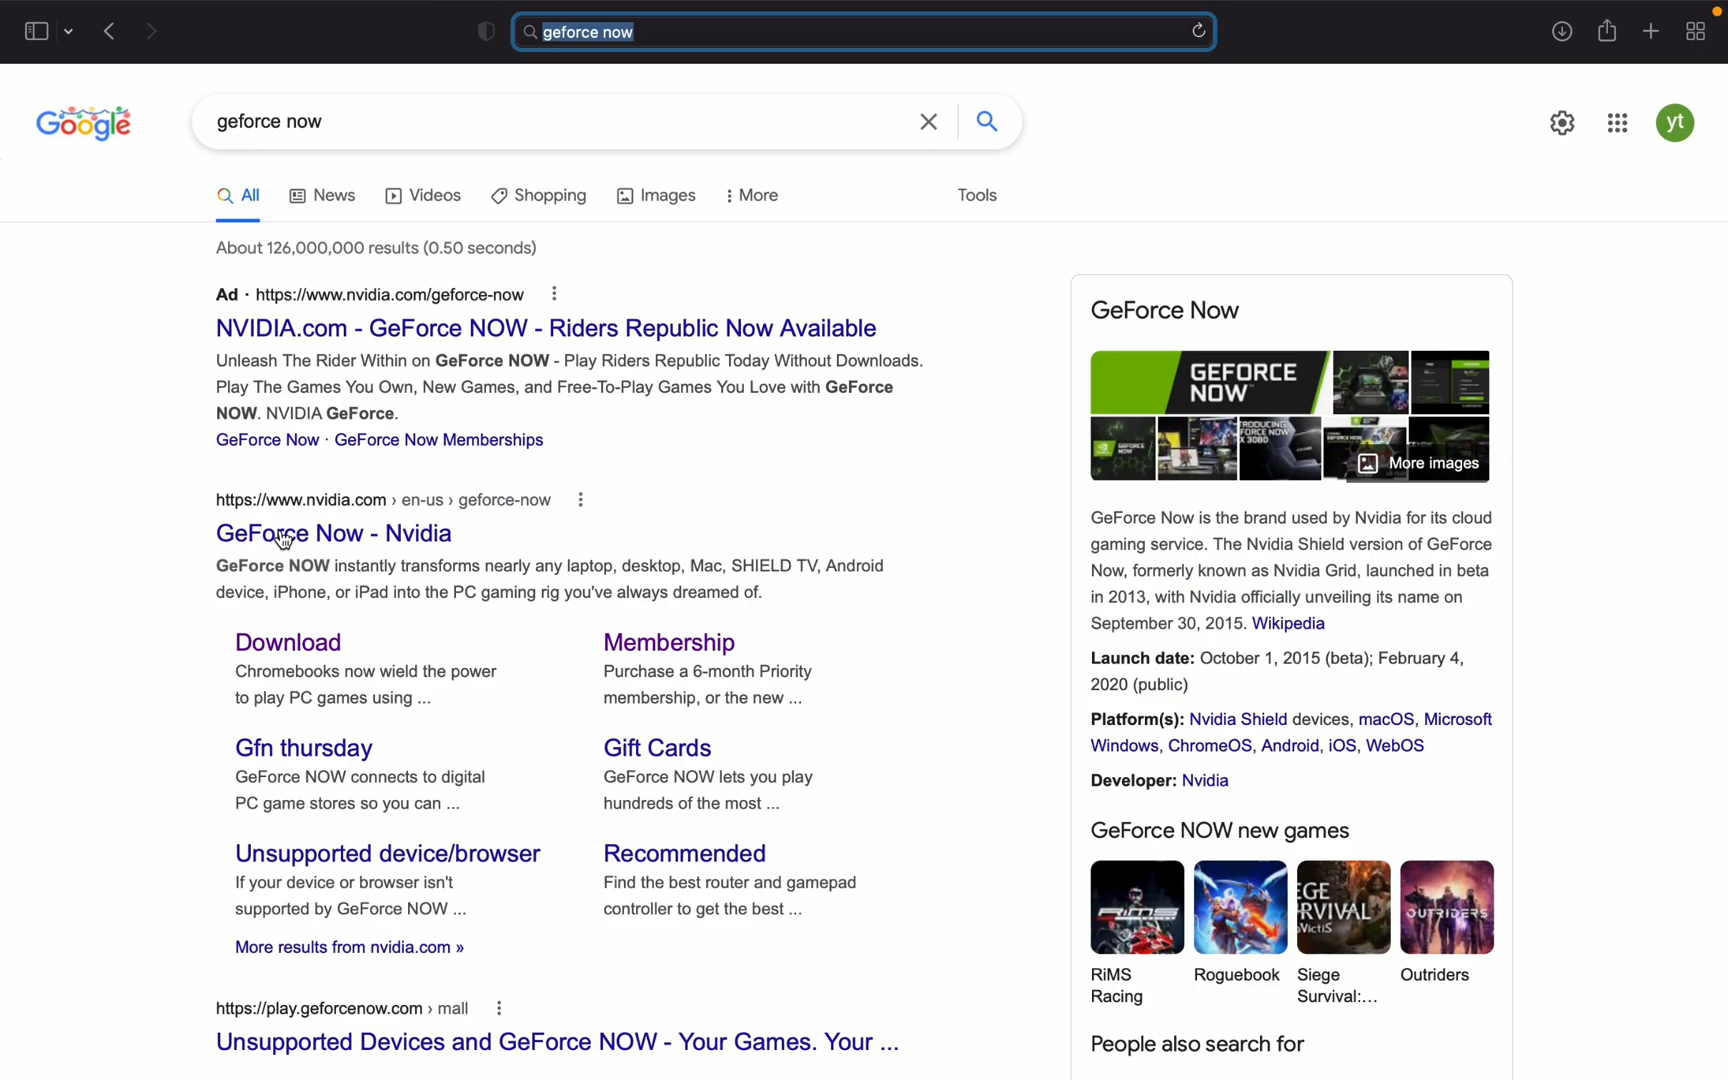 geforce now
Google
geforce now
yt
All
News
Videos
Shopping
Images
More
Tools
About 126,000,000 results (0.50 seconds)
Ad · https://www.nvidia.com/geforce-now
NVIDIA.com - GeForce NOW - Riders Republic Now Available
Unleash The Rider Within on GeForce NOW - Play Riders Republic Today Without Downloads.
Play The Games You Own, New Games, and Free-To-Play Games You Love with GeForce
NOW. NVIDIA GeForce.
GeForce Now · GeForce Now Memberships
https://www.nvidia.com › en-us › geforce-now
GeForce Now - Nvidia
GeForce NOW instantly transforms nearly any laptop, desktop, Mac, SHIELD TV, Android
device, iPhone, or iPad into the PC gaming rig you've always dreamed of.
Download
Chromebooks now wield the power
to play PC games using ...
Membership
Purchase a 6-month Priority
membership, or the new ...
Gfn thursday
GeForce NOW connects to digital
PC game stores so you can ...
Gift Cards
GeForce NOW lets you play
hundreds of the most ...
Unsupported device/browser
If your device or browser isn't
supported by GeForce NOW ...
Recommended
Find the best router and gamepad
controller to get the best ...
More results from nvidia.com »
https://play.geforcenow.com › mall
Unsupported Devices and GeForce NOW - Your Games. Your ...
GeForce Now
GEFORCE
NOW
More images
GeForce Now is the brand used by Nvidia for its cloud
gaming service. The Nvidia Shield version of GeForce
Now, formerly known as Nvidia Grid, launched in beta
in 2013, with Nvidia officially unveiling its name on
September 30, 2015. Wikipedia
Launch date: October 1, 2015 (beta); February 4,
2020 (public)
Platform(s): Nvidia Shield devices, macOS, Microsoft
Windows, ChromeOS, Android, iOS, WebOS
Developer: Nvidia
GeForce NOW new games
RiMS
Racing
Roguebook
Siege
Survival:...
Outriders
People also search for